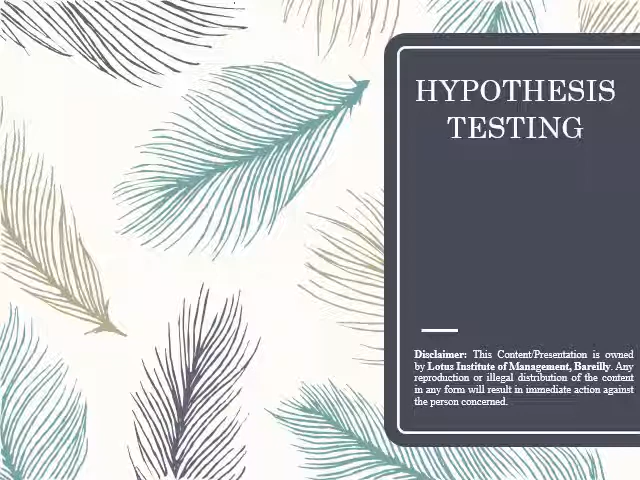 HYPOTHESIS
TESTING
Disclaimer: This Content/Presentation is owned
by Lotus Institute of Management, Bareilly. Any
reproduction or illegal distribution of the content
in any form will result in immediate action against
the person concerned.